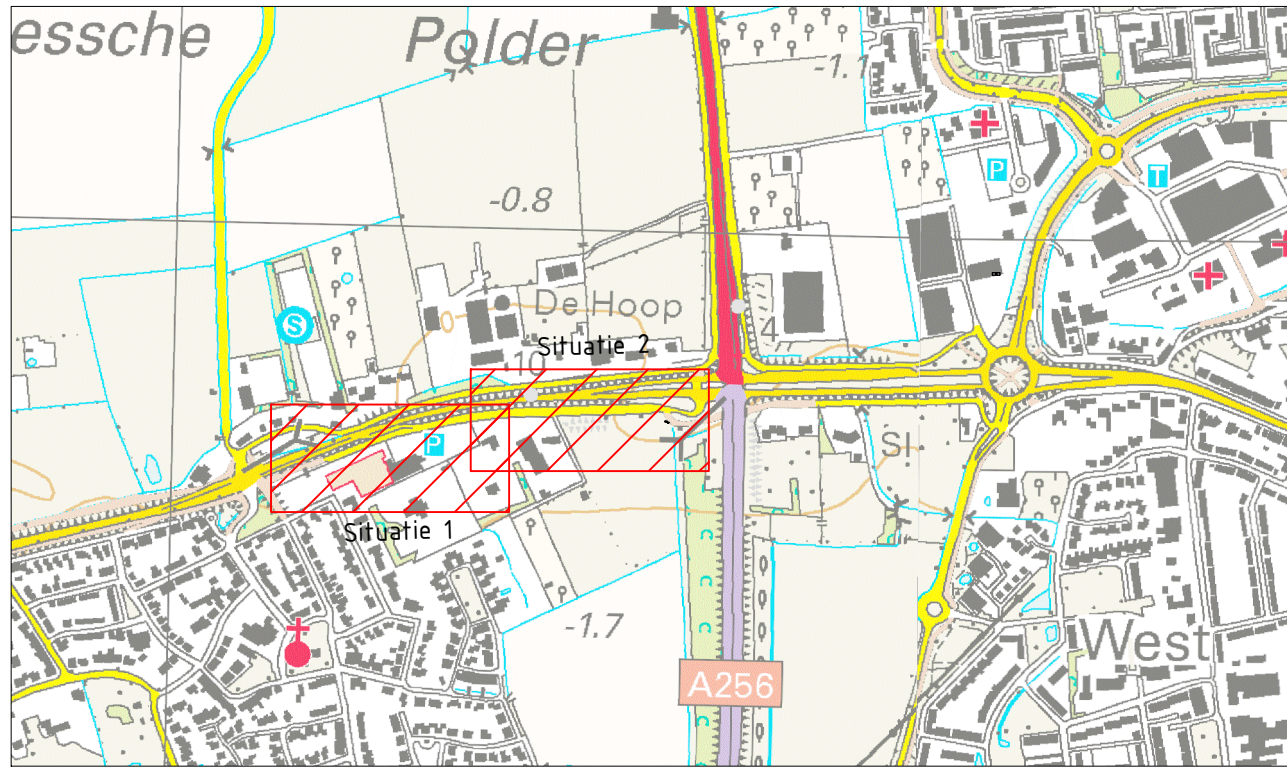 essche Polder
-1.1
P
T
-0.8
De Hoop
S
0
4
Situatie 2
10
P
SI
Situatie 1
-1.7
West
A256
C
C
C
C